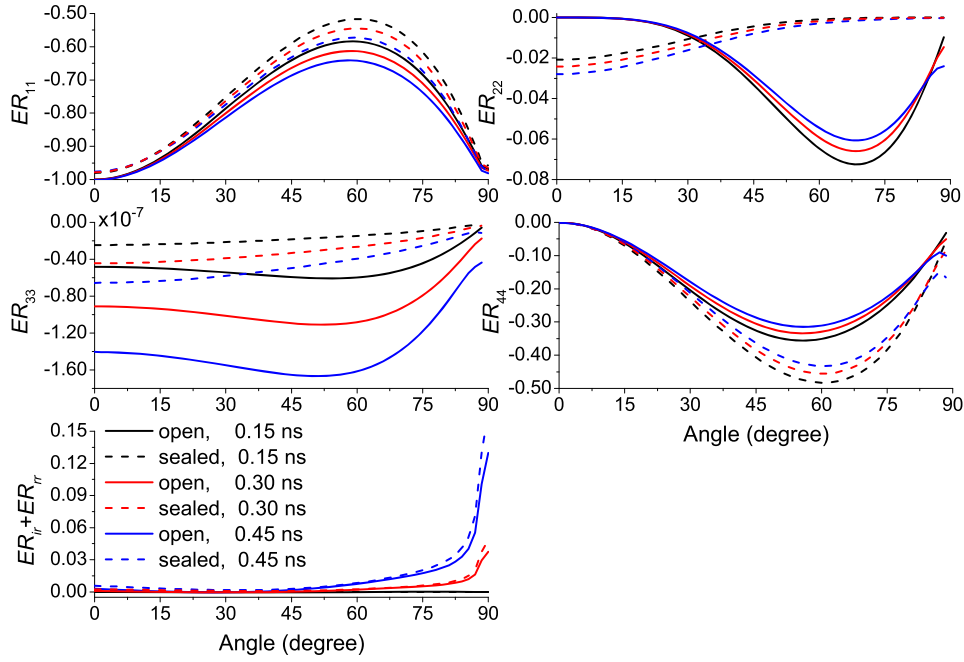 ER11
-0.50
-0.60
-0.70
-0.80
-0.90
-1.00
0 15 30 45 60 75 90
ER22
0.00
-0.02
-0.04
-0.06
-0.08
0 15 30 45 60 75 90
x10-7
ER33
0.00
-0.40
-0.80
-1.20
-1.60
0 15 30 45 60 75 90
ER44
0.00
-0.10
-0.20
-0.30
-0.40
-0.50
0 15 30 45 60 75 90
Angle (degree)
ERir+ERrr
0.15
0.12
0.09
0.06
0.03
0.00
open, 0.15 ns
sealed, 0.15 ns
open, 0.30 ns
sealed, 0.30 ns
open, 0.45 ns
sealed, 0.45 ns
0 15 30 45 60 75 90
Angle (degree)